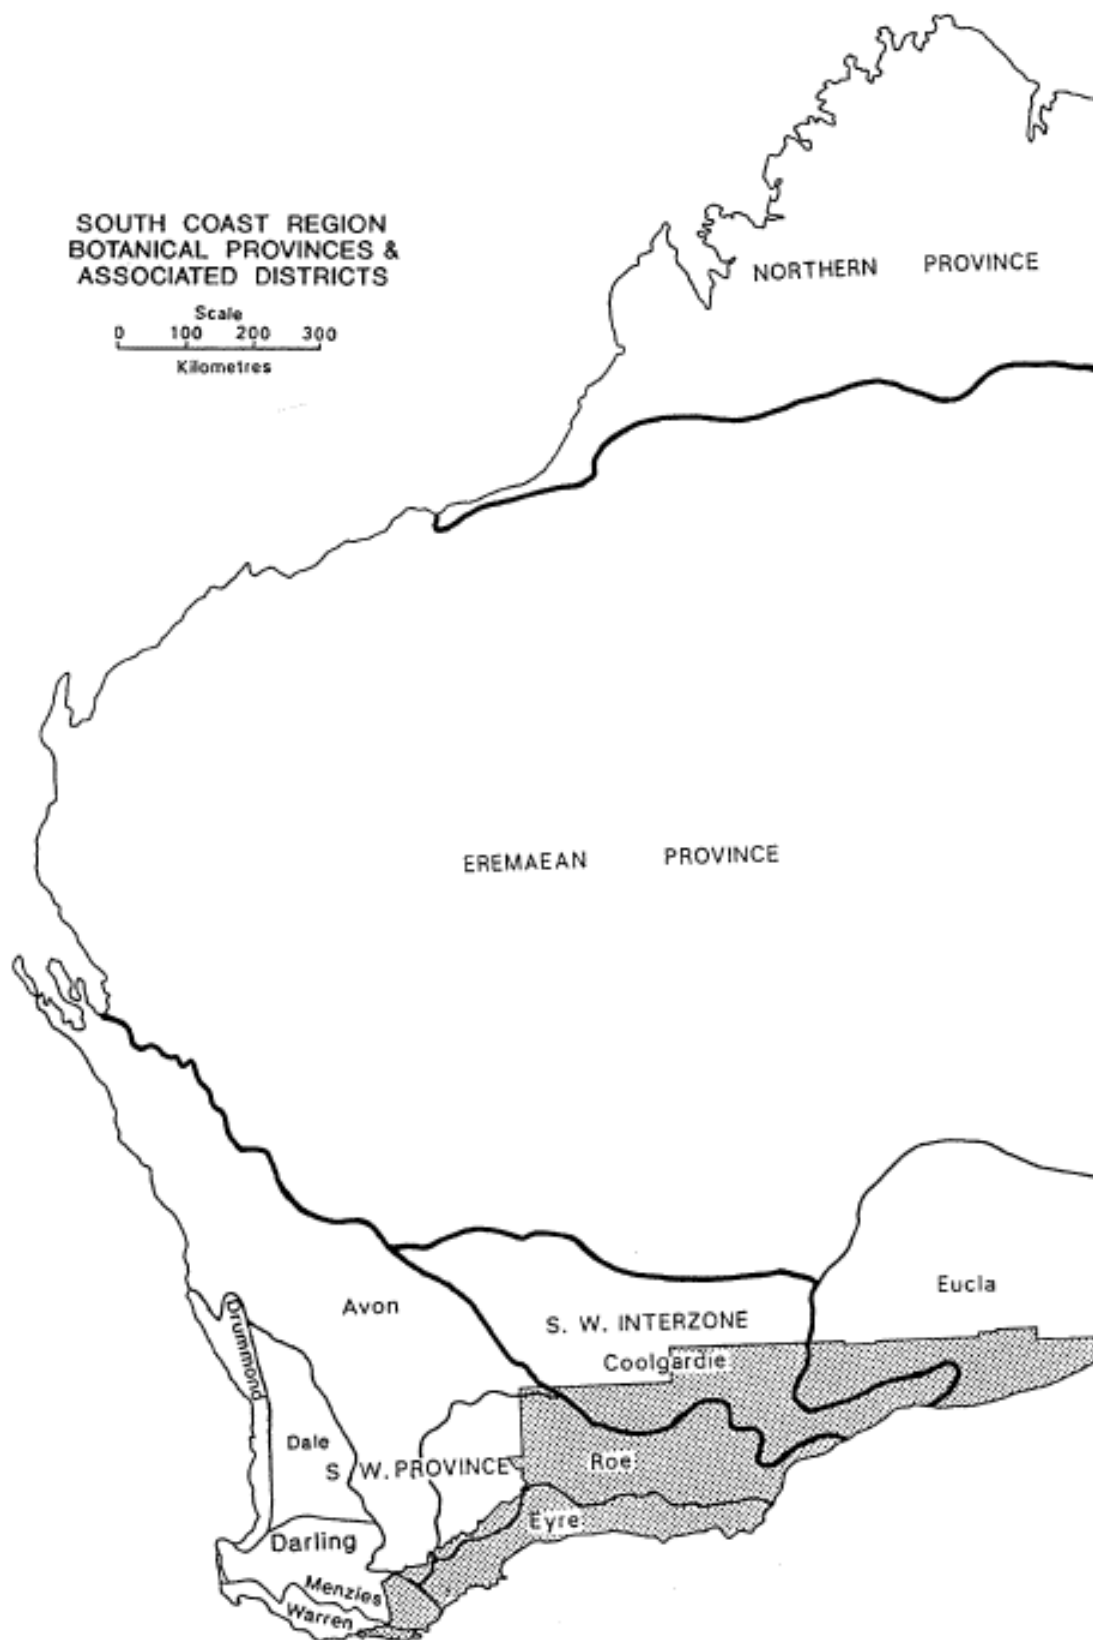 SOUTH COAST REGION
BOTANICAL PROVINCES &
ASSOCIATED DISTRICTS
Scale
0 100 200 300
Kilometres
NORTHERN PROVINCE
EREMAEAN PROVINCE
Eucla
Avon
S. W. INTERZONE
Coolgardie
Drummond
Dale
S W. PROVINCE
Roe
Eyre
Darling
Menzies
Warren